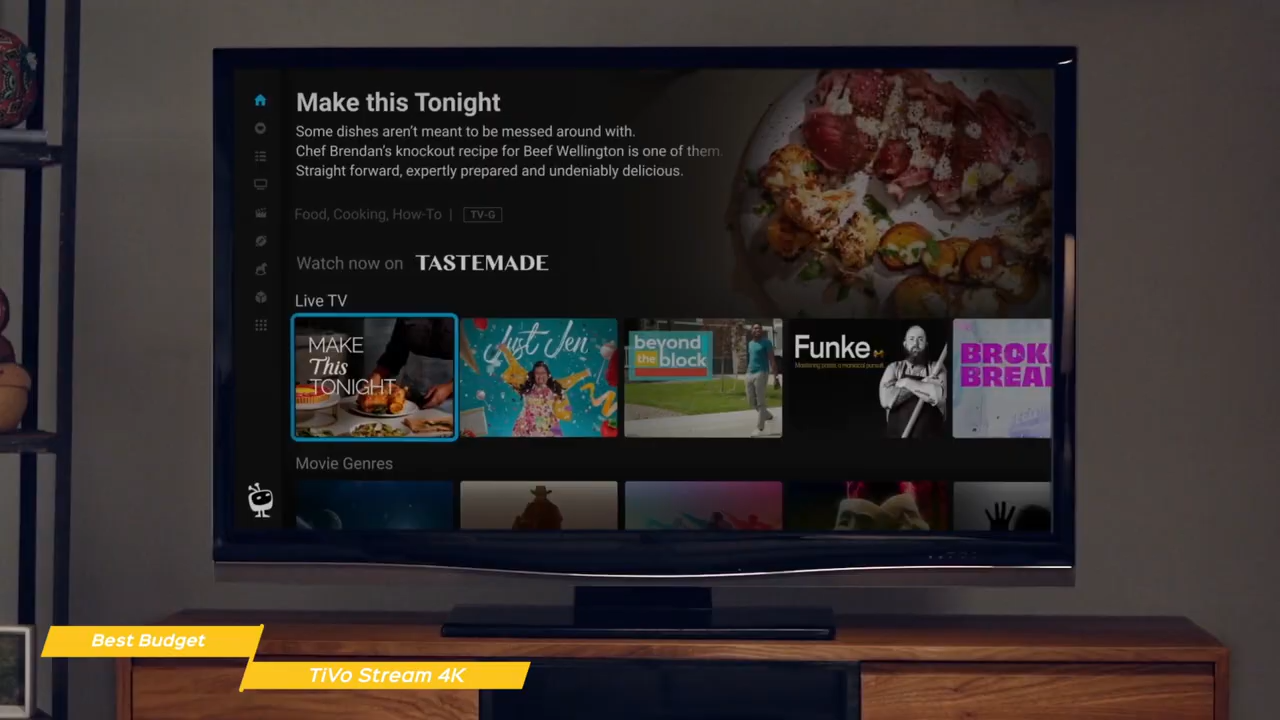 Make this Tonight
Some dishes aren't meant to be messed around with.
Chef Brendan's knockout recipe for Beef Wellington is one of them.
Straight forward, expertly prepared and undeniably delicious.
Food, Cooking, How-To | TV-G
Watch now on TASTEMADE
Live TV
MAKE
This
TONIGHT
Just Jen
beyond
the block
Funke
BROK
BREA
Movie Genres
Best Budget
TiVo Stream 4K